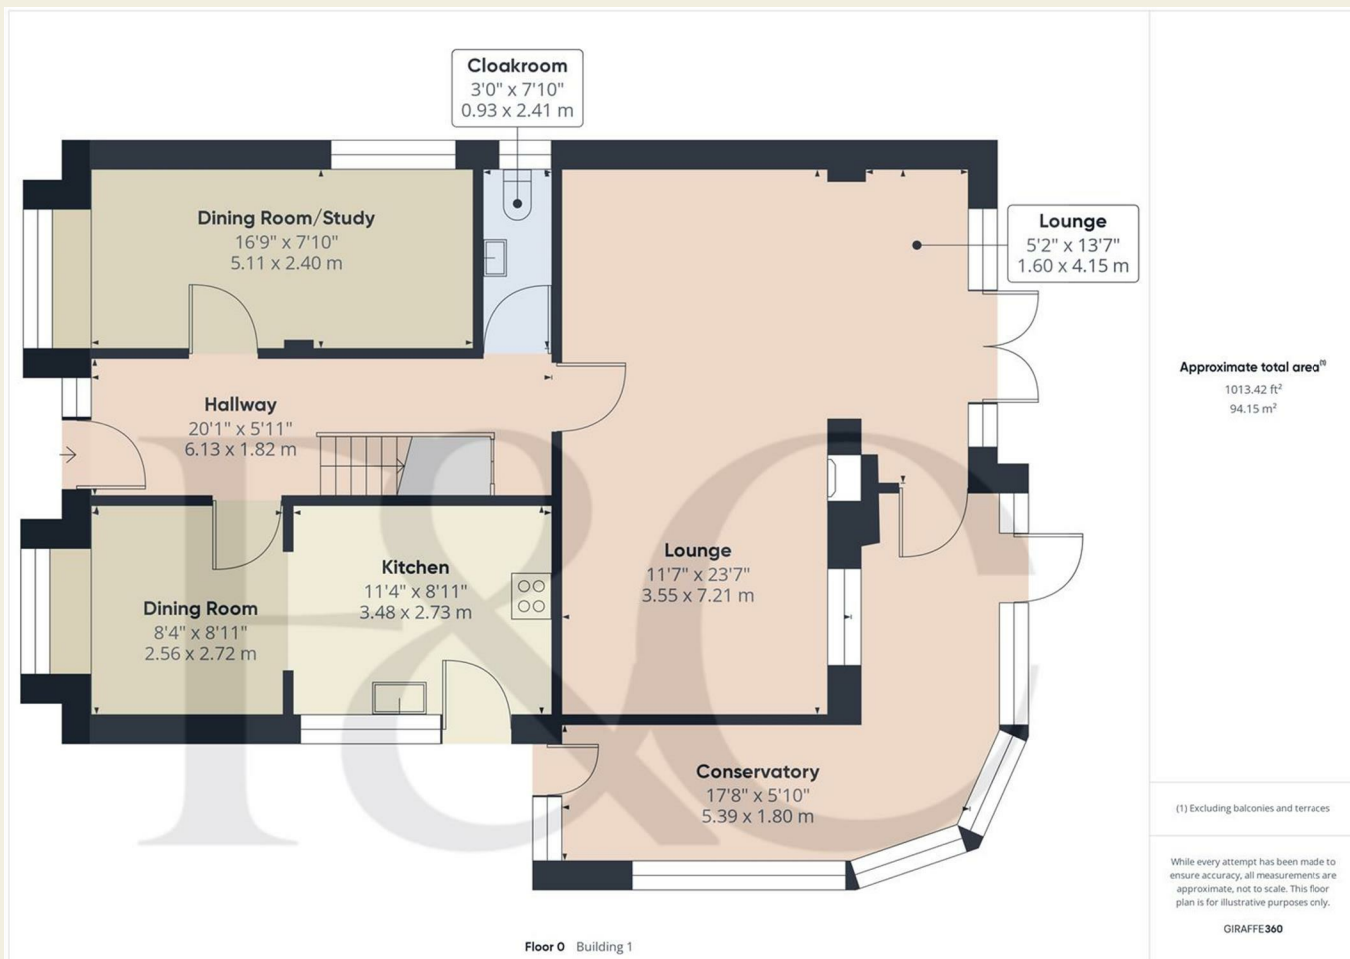 Cloakroom
3'0" x 7'10"
0.93 x 2.41 m
Dining Room/Study
16'9" x 7'10"
5.11 x 2.40 m
Lounge
5'2" x 13'7"
1.60 x 4.15 m
Hallway
20'1" x 5'11"
6.13 x 1.82 m
Lounge
11'7" x 23'7"
3.55 x 7.21 m
Kitchen
11'4" x 8'11"
3.48 x 2.73 m
Dining Room
8'4" x 8'11"
2.56 x 2.72 m
Conservatory
17'8" x 5'10"
5.39 x 1.80 m
F&C
Floor 0 Building 1
Approximate total area(1)
1013.42 ft²
94.15 m²
(1) Excluding balconies and terraces
While every attempt has been made to
ensure accuracy, all measurements are
approximate, not to scale. This floor
plan is for illustrative purposes only.
GIRAFFE360